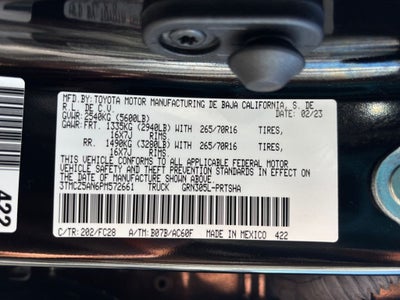 MFD.BY:TOYOTA MOTOR MANUFACTURING DE BAJA CALIFORNIA, S. DE
R.L. DE C.V. DATE: 02/23
GVWR: 2540KG (5600LB)
GAWR: FRT. 1335KG (2940LB) WITH 265/70R16 TIRES,
16X7J
RR. 1490KG (3280LB) WITH 265/70R16 TIRES,
16X7J
THIS VEHICLE CONFORMS TO ALL APPLICABLE FEDERAL MOTOR
VEHICLE SAFETY AND THEFT PREVENTION STANDARDS IN EFFECT ON
THE DATE OF MANUFACTURE SHOWN ABOVE.
3TMCZ5AN6PM572661 TRUCK GRN305L-PRTSHA
C/TR: 202/FC28 A/TM: B07B/AC60F MADE IN MEXICO 422
422